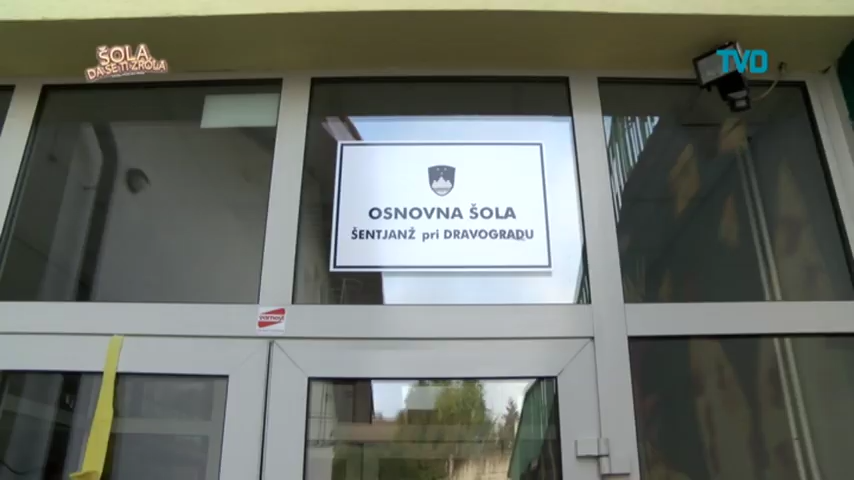 ŠOLA
DA SE TI ZROLA
TVO
OSNOVNA ŠOLA
ŠENTJANŽ pri DRAVOGRADU